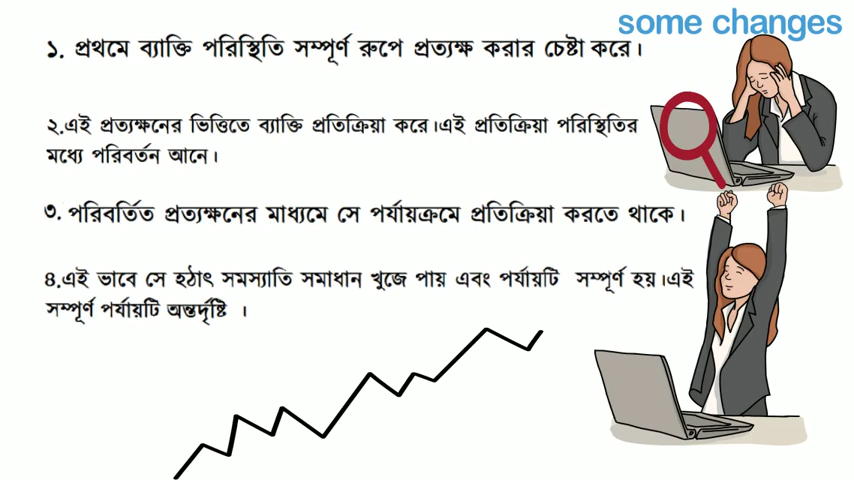 some changes
১. প্রথমে ব্যাক্তি পরিস্থিতি সম্পূর্ণ রুপে প্রত্যক্ষ করার চেষ্টা করে।
২.এই প্রত্যক্ষনের ভিত্তিতে ব্যাক্তি প্রতিক্রিয়া করে।এই প্রতিক্রিয়া পরিস্থিতির
মধ্যে পরিবর্তন আনে।
৩. পরিবর্তিত প্রত্যক্ষনের মাধ্যমে সে পর্যায়ক্রমে প্রতিক্রিয়া করতে থাকে।
৪.এই ভাবে সে হঠাৎ সমস্যাতি সমাধান খুজে পায় এবং পর্যায়টি সম্পূর্ণ হয়।এই
সম্পূর্ণ পর্যায়টি অন্তর্দৃষ্টি ।